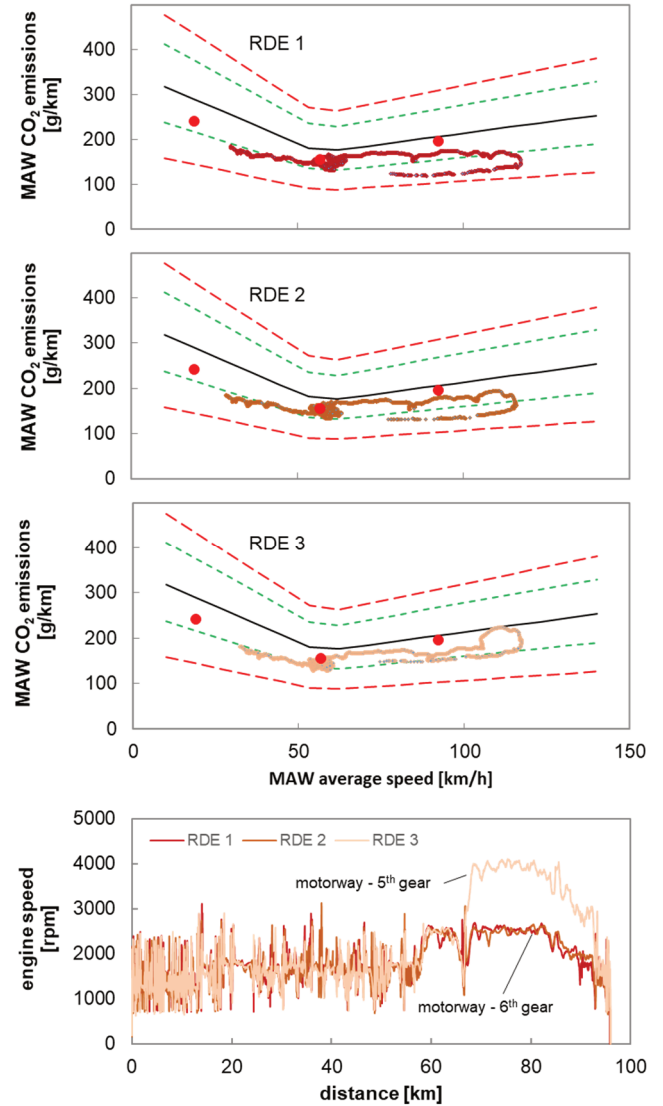 RDE 1
400
300
200
100
0
MAW CO2 emissions
[g/km]
RDE 2
400
300
200
100
0
MAW CO2 emissions
[g/km]
RDE 3
400
300
200
100
0
MAW CO2 emissions
[g/km]
0 50 100 150
MAW average speed [km/h]
5000
4000
3000
2000
1000
0
engine speed
[rpm]
RDE 1 RDE 2 RDE 3
motorway - 5th gear
motorway - 6th gear
0 20 40 60 80 100
distance [km]